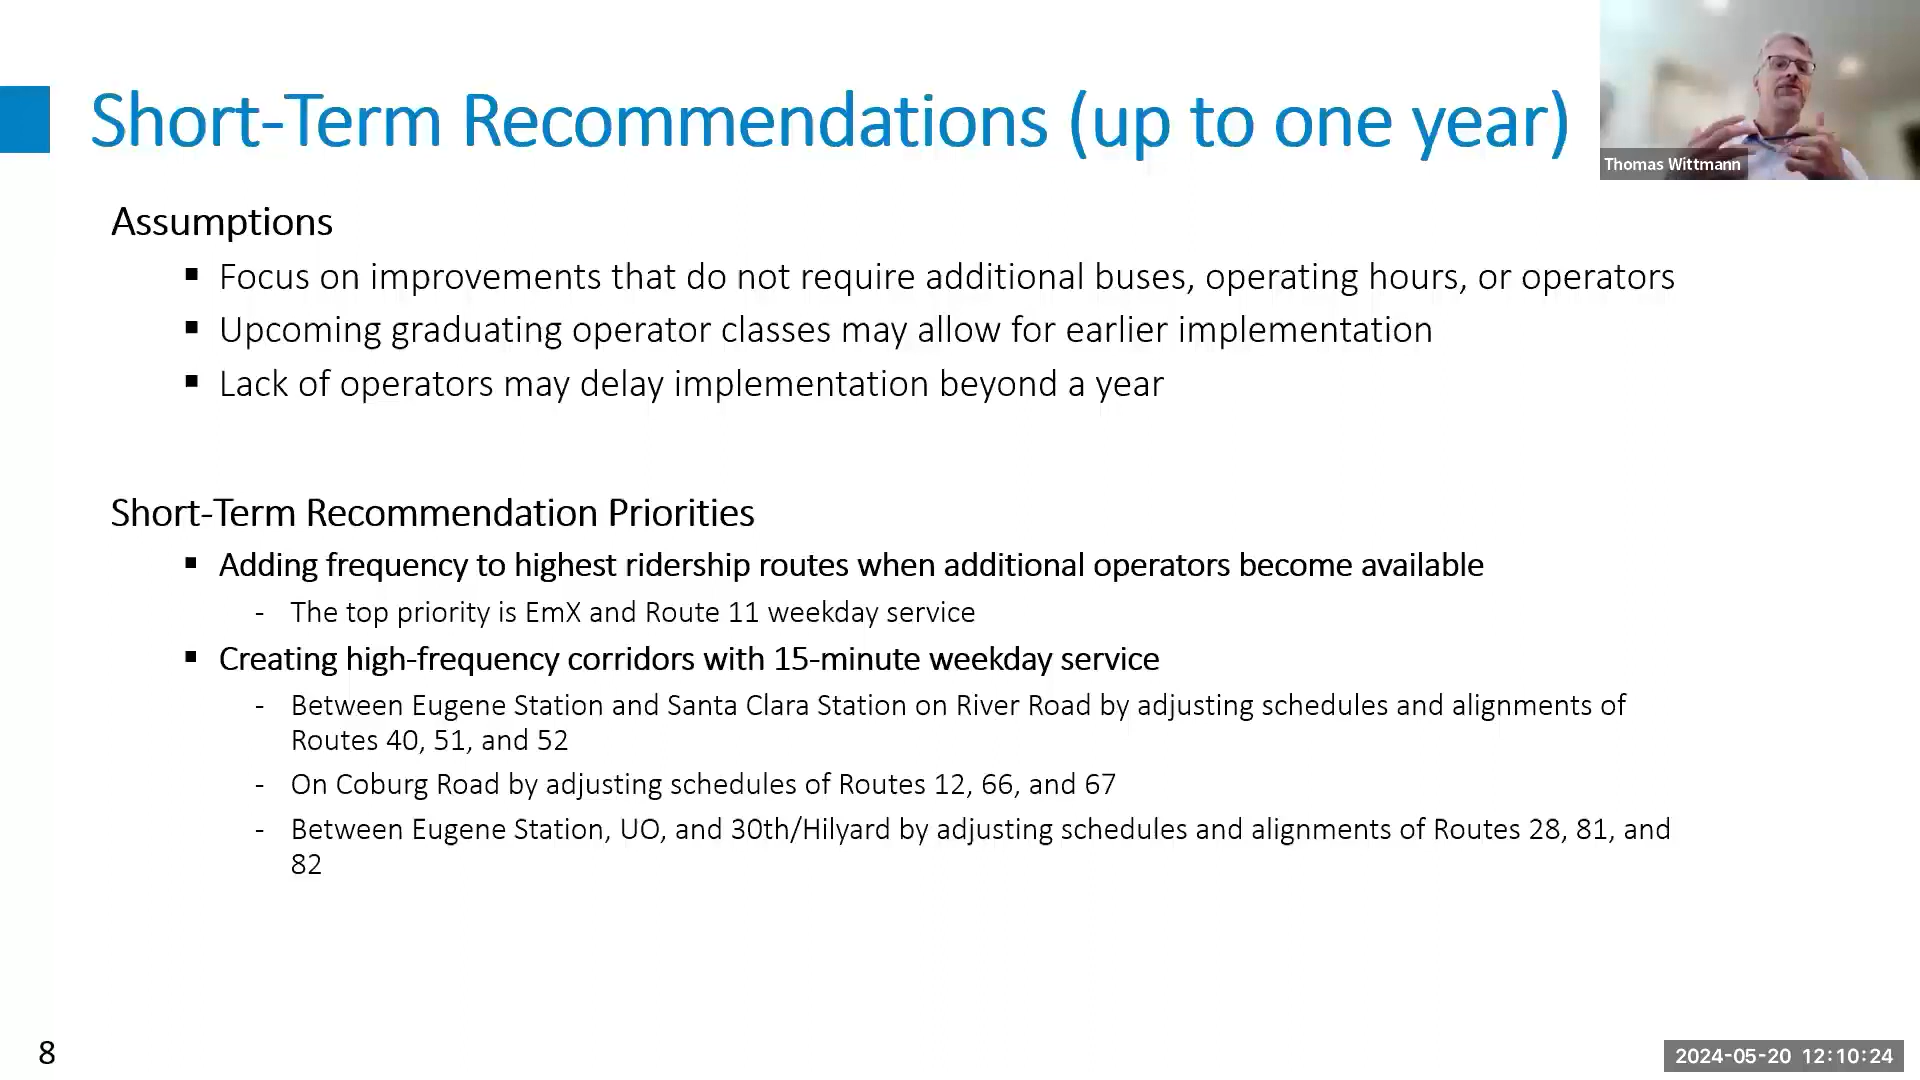 Short-Term Recommendations (up to one year)
Thomas Wittmann
Assumptions
▪ Focus on improvements that do not require additional buses, operating hours, or operators
▪ Upcoming graduating operator classes may allow for earlier implementation
▪ Lack of operators may delay implementation beyond a year
Short-Term Recommendation Priorities
▪ Adding frequency to highest ridership routes when additional operators become available
- The top priority is EmX and Route 11 weekday service
▪ Creating high-frequency corridors with 15-minute weekday service
- Between Eugene Station and Santa Clara Station on River Road by adjusting schedules and alignments of
Routes 40, 51, and 52
- On Coburg Road by adjusting schedules of Routes 12, 66, and 67
- Between Eugene Station, UO, and 30th/Hilyard by adjusting schedules and alignments of Routes 28, 81, and
82
8
2024-05-20 12:10:24